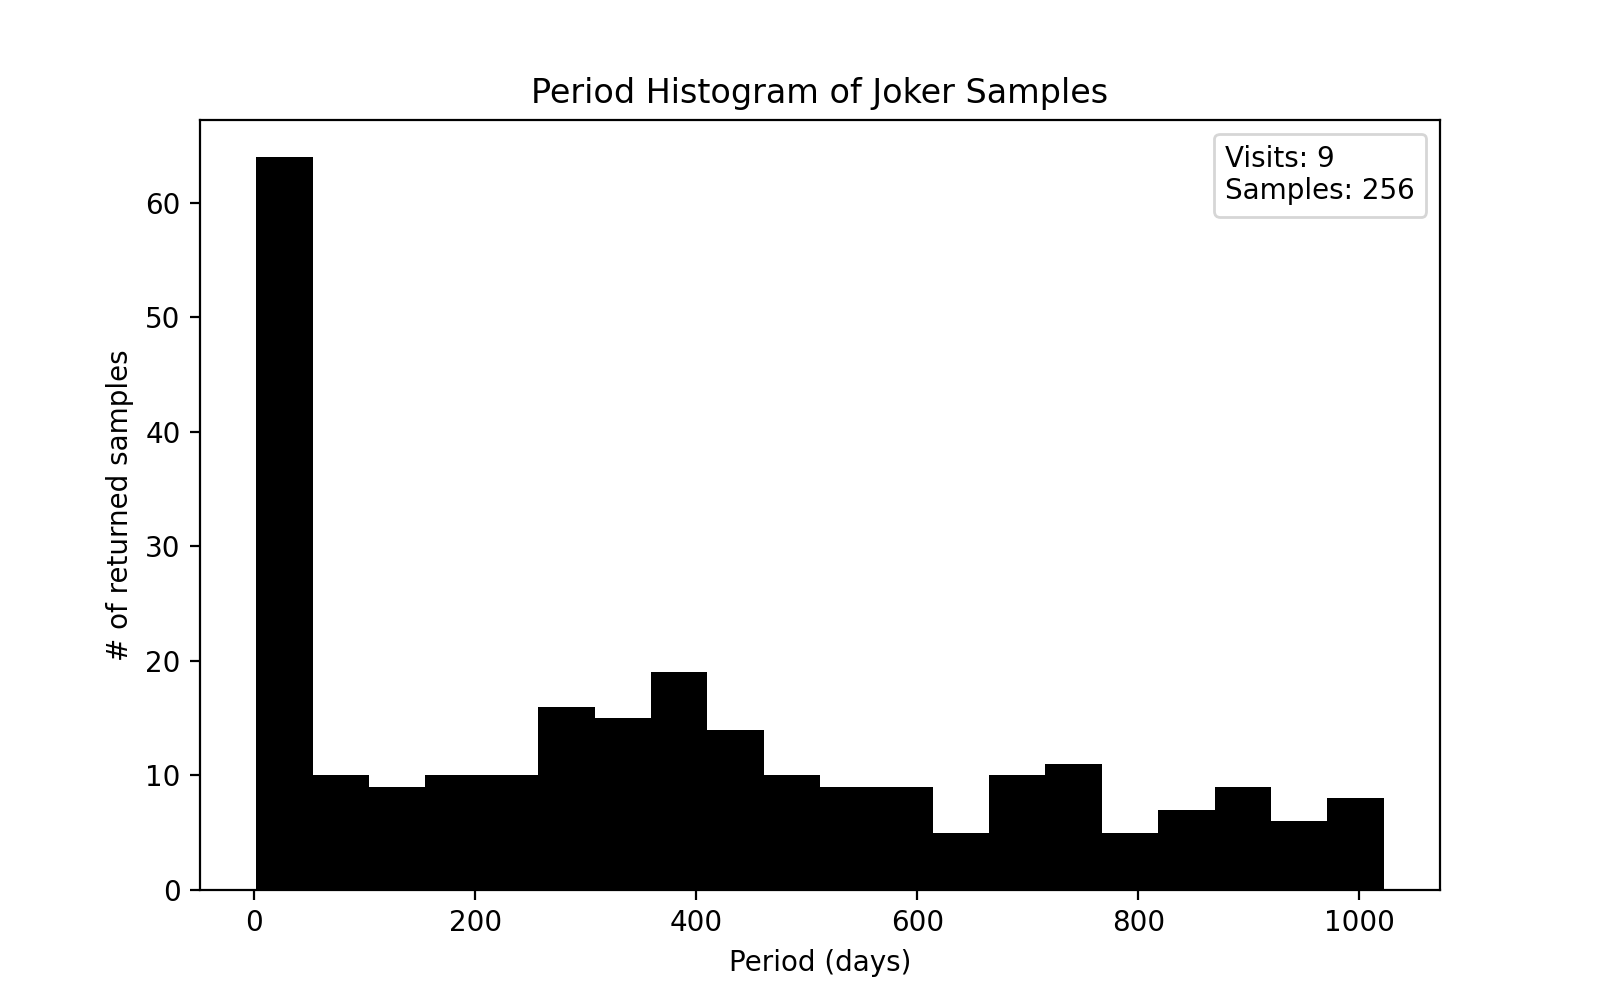 Period Histogram of Joker Samples
Visits: 9
Samples: 256
# of returned samples
60
50
40
30
20
10
0
0 200 400 600 800 1000
Period (days)